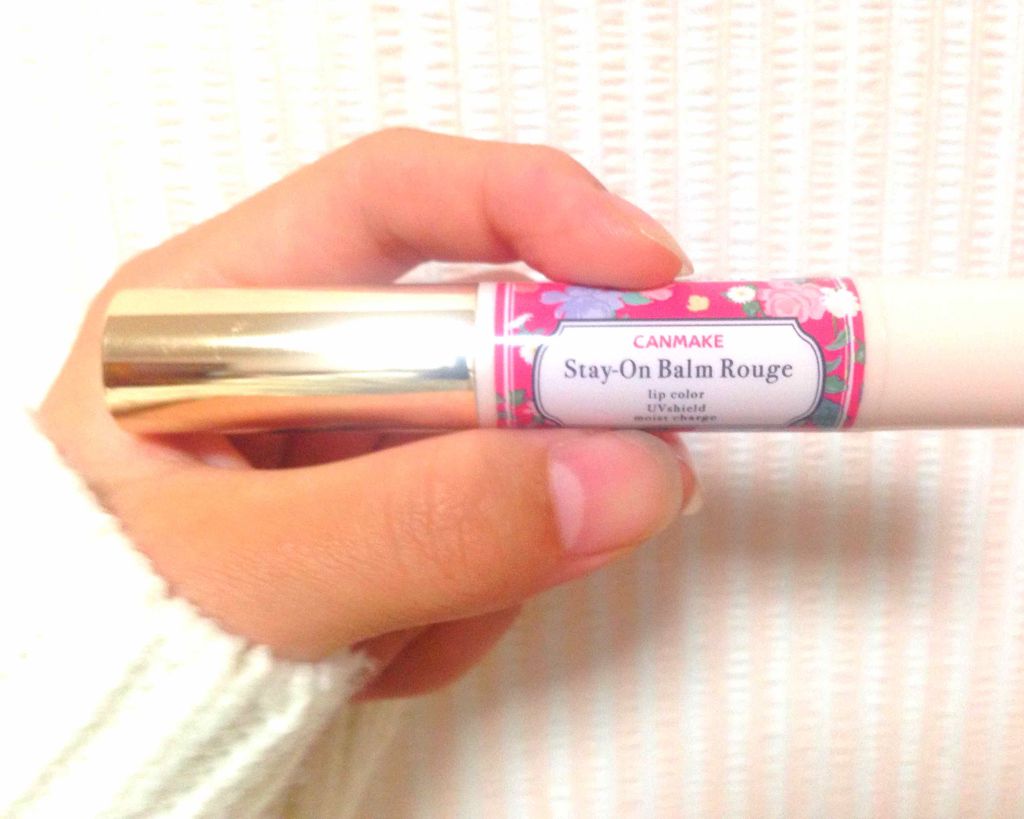 CANMAKE
Stay-On Balm Rouge
lip color
UVshield
moist charge